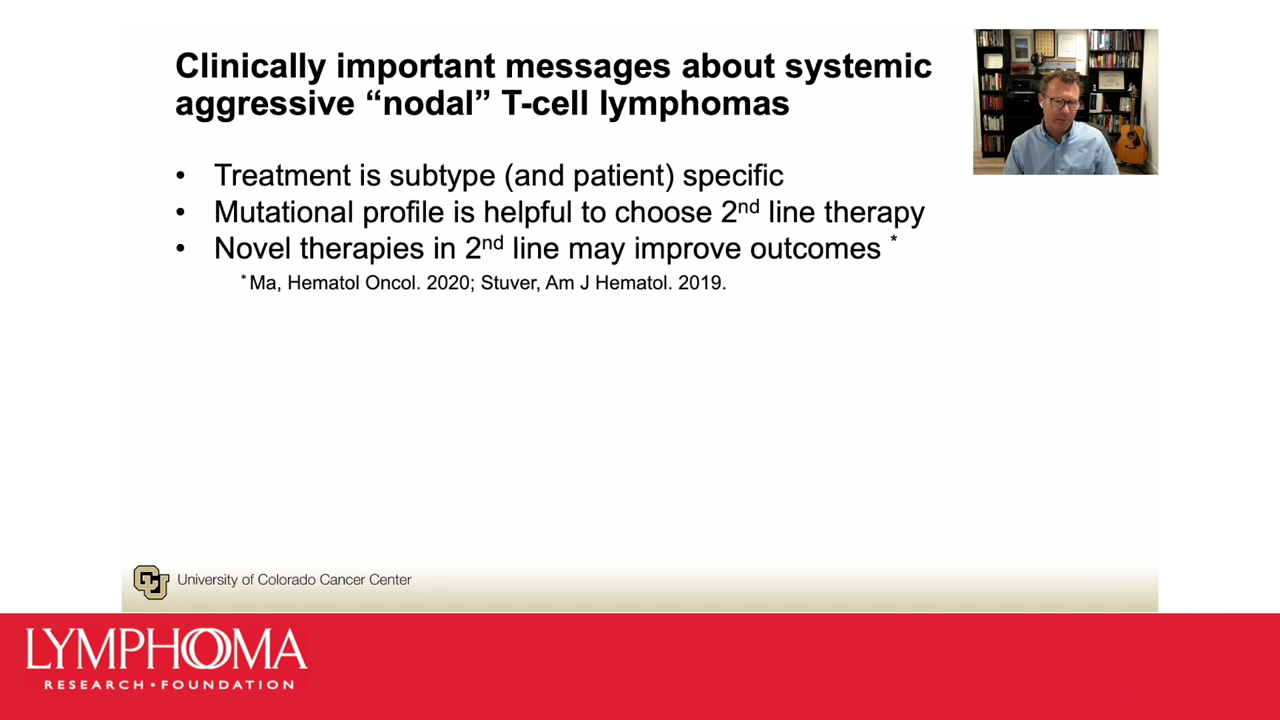 Clinically important messages about systemic
aggressive “nodal” T-cell lymphomas
• Treatment is subtype (and patient) specific
• Mutational profile is helpful to choose 2nd line therapy
• Novel therapies in 2nd line may improve outcomes *
* Ma, Hematol Oncol. 2020; Stuver, Am J Hematol. 2019.
CU University of Colorado Cancer Center
LYMPHOMA
RESEARCH • FOUNDATION